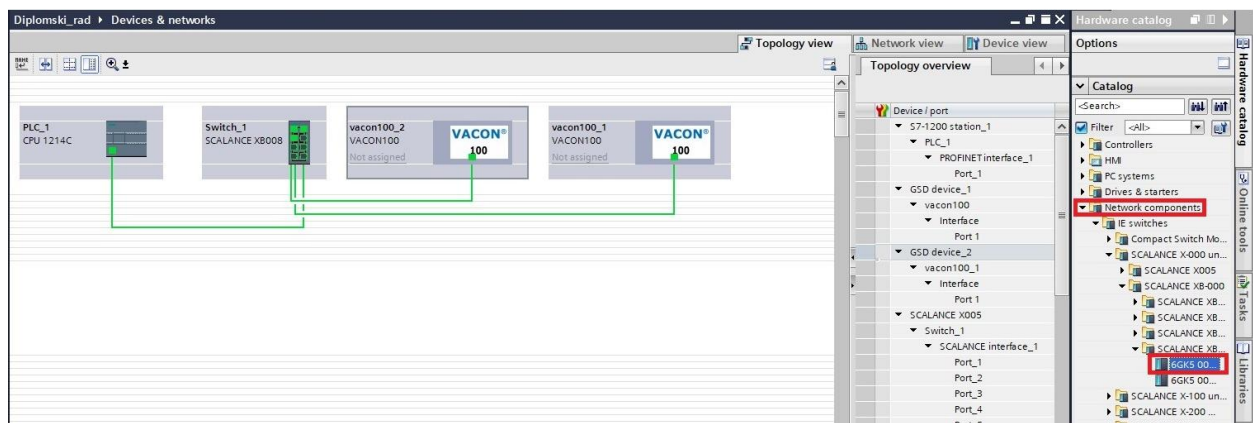 Diplomski_rad ▸ Devices & networks
Topology view
Network view
Device view
PLC_1
CPU 1214C
Switch_1
SCALANCE XB008
vacon100_2
VACON100
Not assigned
VACON®
100
vacon100_1
VACON100
Not assigned
VACON®
100
Topology overview
Device / port
S7-1200 station_1
PLC_1
PROFINET interface_1
Port_1
GSD device_1
vacon100
Interface
Port 1
GSD device_2
vacon100_1
Interface
Port 1
SCALANCE X005
Switch_1
SCALANCE interface_1
Port_1
Port_2
Port_3
Port_4
Hardware catalog
Options
Catalog
<Search>
Filter
<All>
Controllers
HMI
PC systems
Drives & starters
Network components
IE switches
Compact Switch Mo...
SCALANCE X-000 un...
SCALANCE X005
SCALANCE XB-000
SCALANCE XB...
SCALANCE XB...
SCALANCE XB...
SCALANCE XB...
6GK5 00...
6GK5 00...
SCALANCE X-100 un...
SCALANCE X-200 ...
Hardware catalog
Online tools
Tasks
Libraries